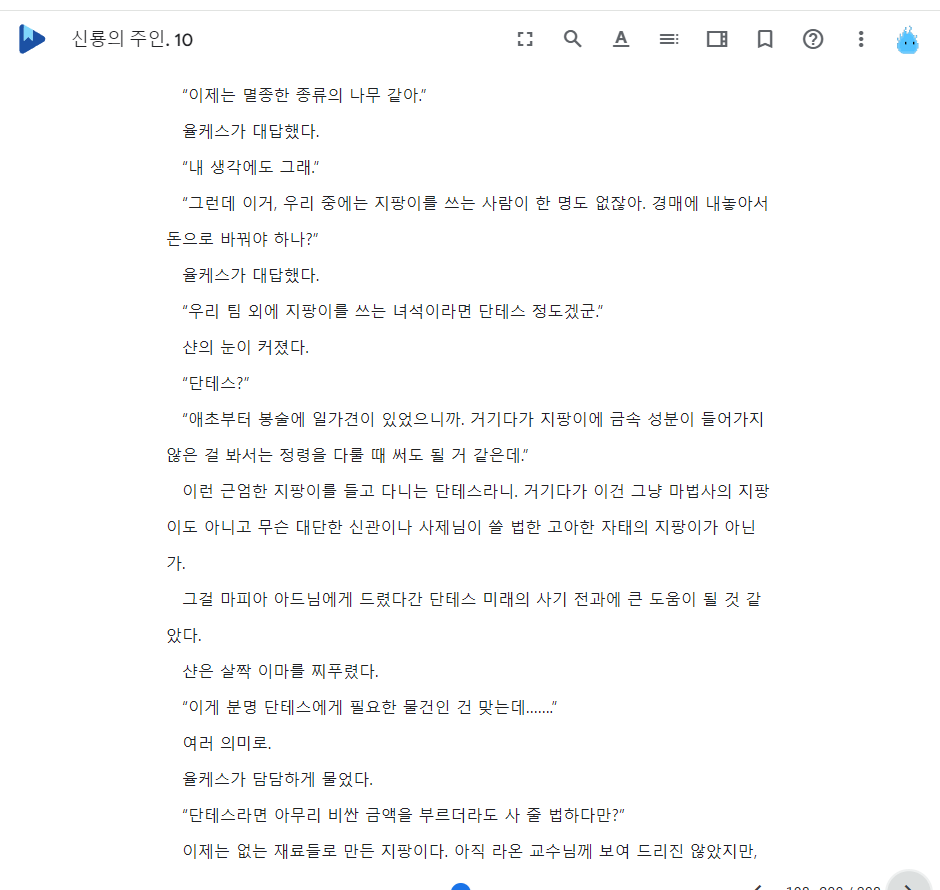 신룡의 주인. 10
"이제는 멸종한 종류의 나무 같아."
율케스가 대답했다.
"내 생각에도 그래."
"그런데 이거, 우리 중에는 지팡이를 쓰는 사람이 한 명도 없잖아. 경매에 내놓아서
돈으로 바꿔야 하나?"
율케스가 대답했다.
"우리 팀 외에 지팡이를 쓰는 녀석이라면 단테스 정도겠군."
샨의 눈이 커졌다.
"단테스?"
"애초부터 봉술에 일가견이 있었으니까. 거기다가 지팡이에 금속 성분이 들어가지
않은 걸 봐서는 정령을 다룰 때 써도 될 거 같은데."
이런 근엄한 지팡이를 들고 다니는 단테스라니. 거기다가 이건 그냥 마법사의 지팡
이도 아니고 무슨 대단한 신관이나 사제님이 쓸 법한 고아한 자태의 지팡이가 아닌
가.
그걸 마피아 아드님에게 드렸다간 단테스 미래의 사기 전과에 큰 도움이 될 것 같
았다.
샨은 살짝 이마를 찌푸렸다.
"이게 분명 단테스에게 필요한 물건인 건 맞는데......."
여러 의미로.
율케스가 담담하게 물었다.
"단테스라면 아무리 비싼 금액을 부르더라도 사 줄 법하다만?"
이제는 없는 재료들로 만든 지팡이다. 아직 라온 교수님께 보여 드리진 않았지만,